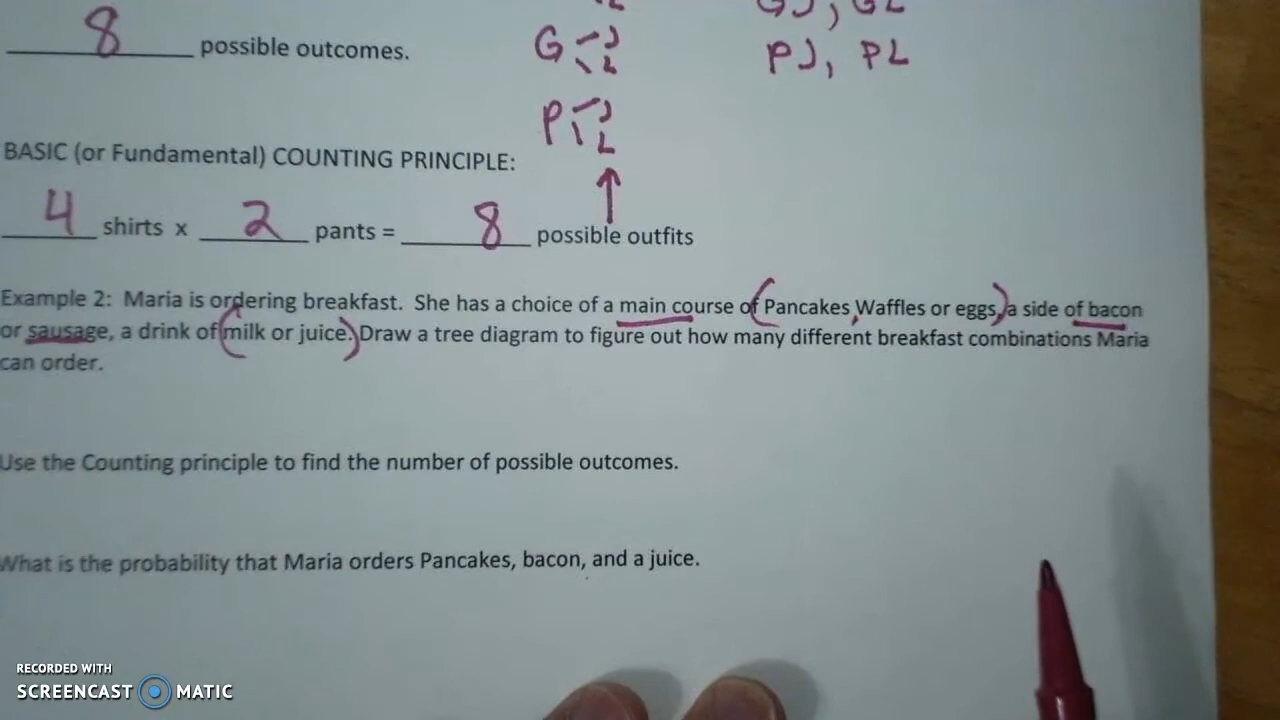 GJ, GL
8 possible outcomes.
G J
L
PJ, PL
P J
L
BASIC (or Fundamental) COUNTING PRINCIPLE:
4 shirts x 2 pants = 8 possible outfits
Example 2: Maria is ordering breakfast. She has a choice of a main course of (Pancakes, Waffles or eggs,) a side of bacon
or sausage, a drink of (milk or juice.) Draw a tree diagram to figure out how many different breakfast combinations Maria
can order.
Use the Counting principle to find the number of possible outcomes.
What is the probability that Maria orders Pancakes, bacon, and a juice.
RECORDED WITH
SCREENCAST MATIC